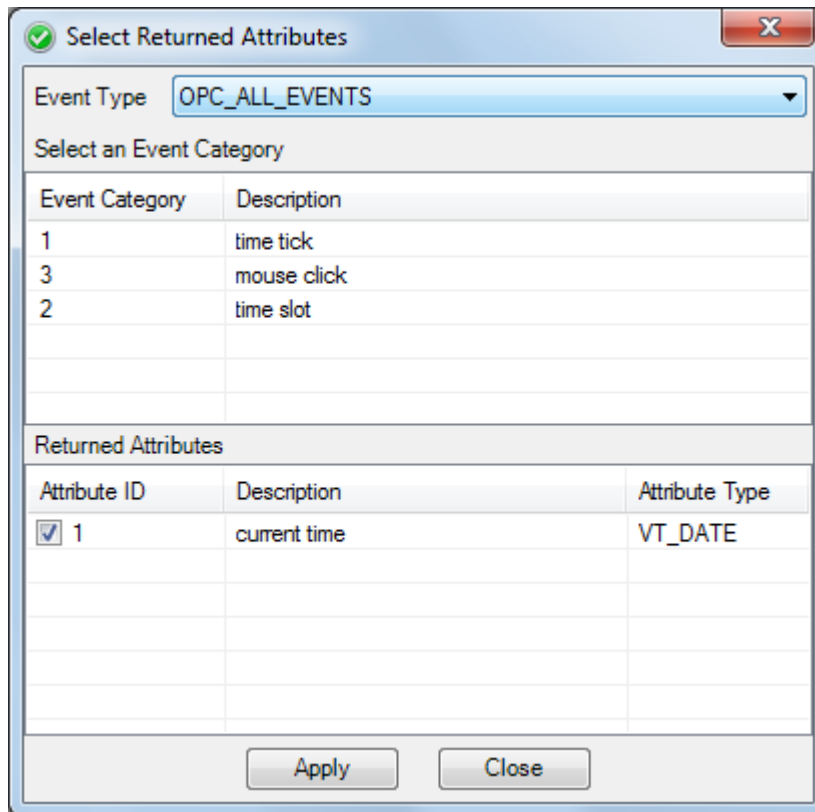 Select Returned Attributes
Event Type OPC_ALL_EVENTS
Select an Event Category
Event Category Description
1 time tick
3 mouse click
2 time slot
Returned Attributes
Attribute ID Description Attribute Type
1 current time VT_DATE
Apply Close